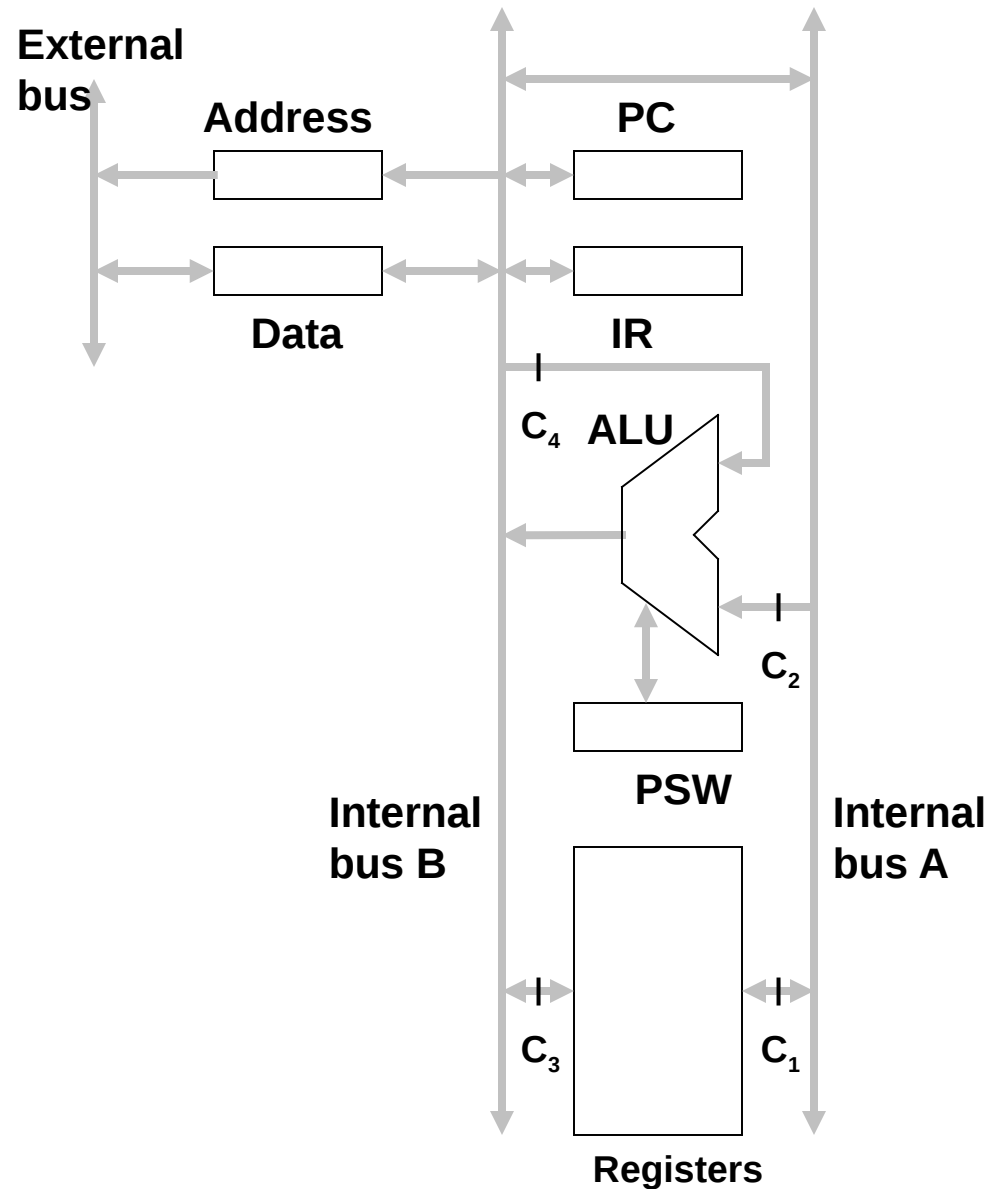 External
bus
Address
PC
Data
IR
C4
ALU
C2
PSW
Internal
bus B
Internal
bus A
C3
C1
Registers